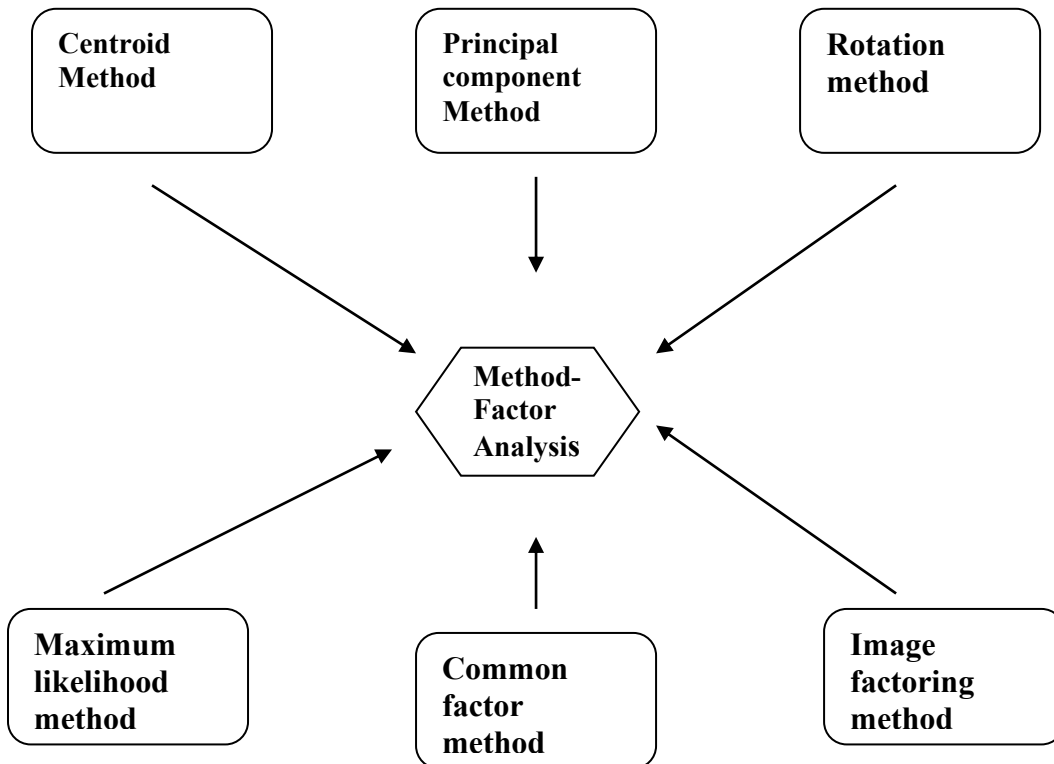 Centroid
Method
Principal
component
Method
Rotation
method
Method-
Factor
Analysis
Maximum
likelihood
method
Common
factor
method
Image
factoring
method